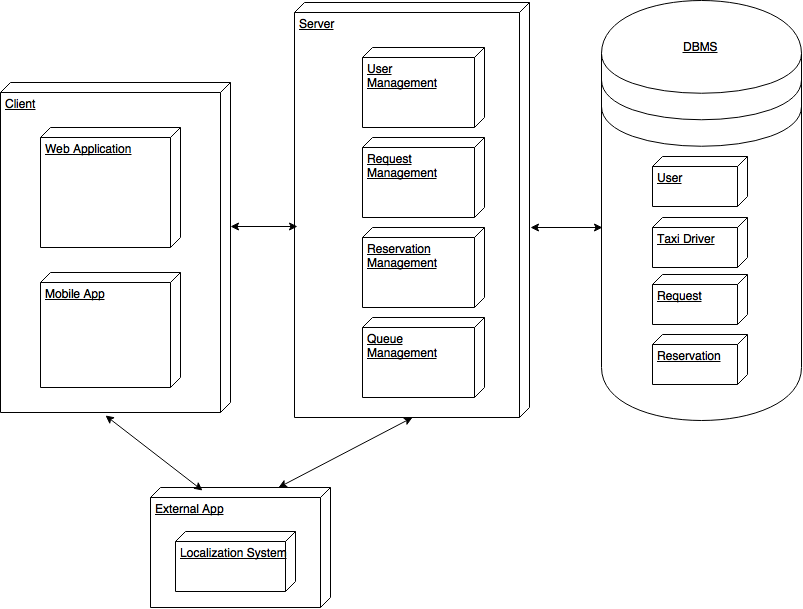 Server
DBMS
User
Management
Client
Web Application
Request
Management
User
Taxi Driver
Reservation
Management
Mobile App
Request
Queue
Management
Reservation
External App
Localization System